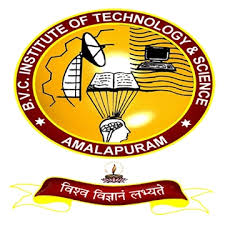 B.V.C. INSTITUTE OF TECHNOLOGY & SCIENCE
AMALAPURAM
विश्व विज्ञानं लभ्यते